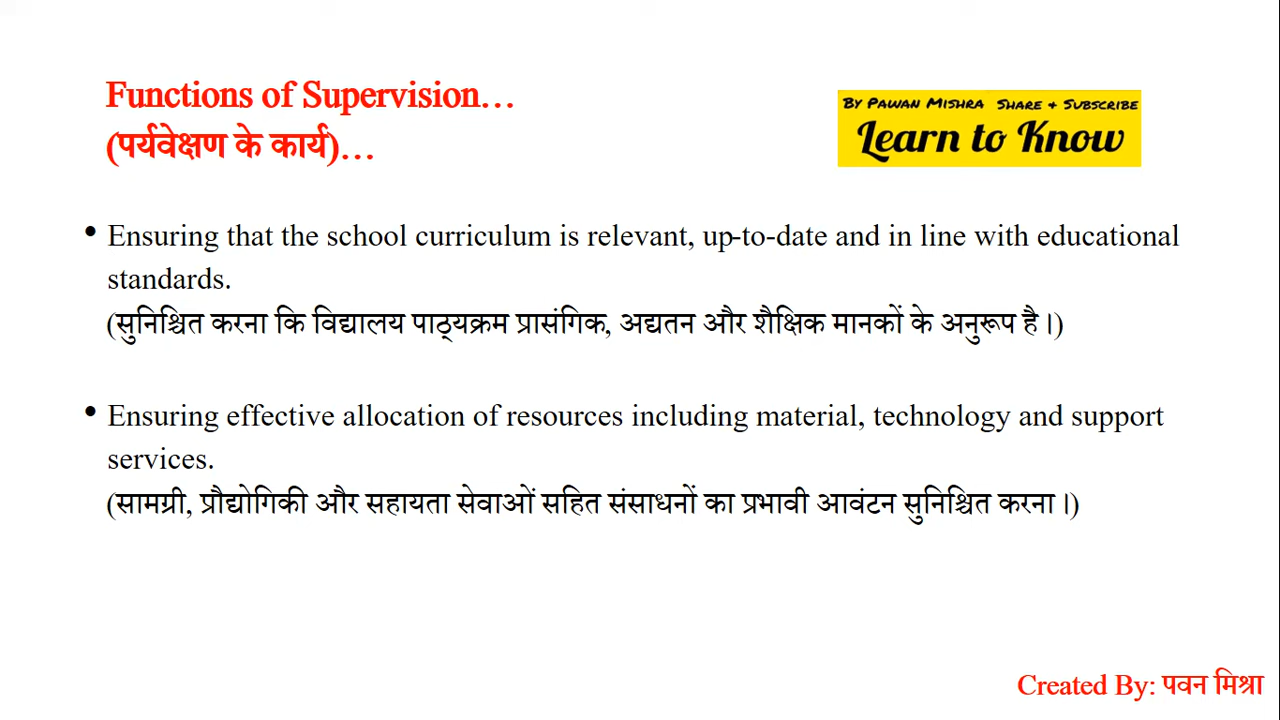 Functions of Supervision...
(पर्यवेक्षण के कार्य)...
BY PAWAN MISHRA SHARE + SUBSCRIBE
Learn to Know
• Ensuring that the school curriculum is relevant, up-to-date and in line with educational
standards.
(सुनिश्चित करना कि विद्यालय पाठ्यक्रम प्रासंगिक, अद्यतन और शैक्षिक मानकों के अनुरूप है।)
• Ensuring effective allocation of resources including material, technology and support
services.
(सामग्री, प्रौद्योगिकी और सहायता सेवाओं सहित संसाधनों का प्रभावी आवंटन सुनिश्चित करना।)
Created By: पवन मिश्रा